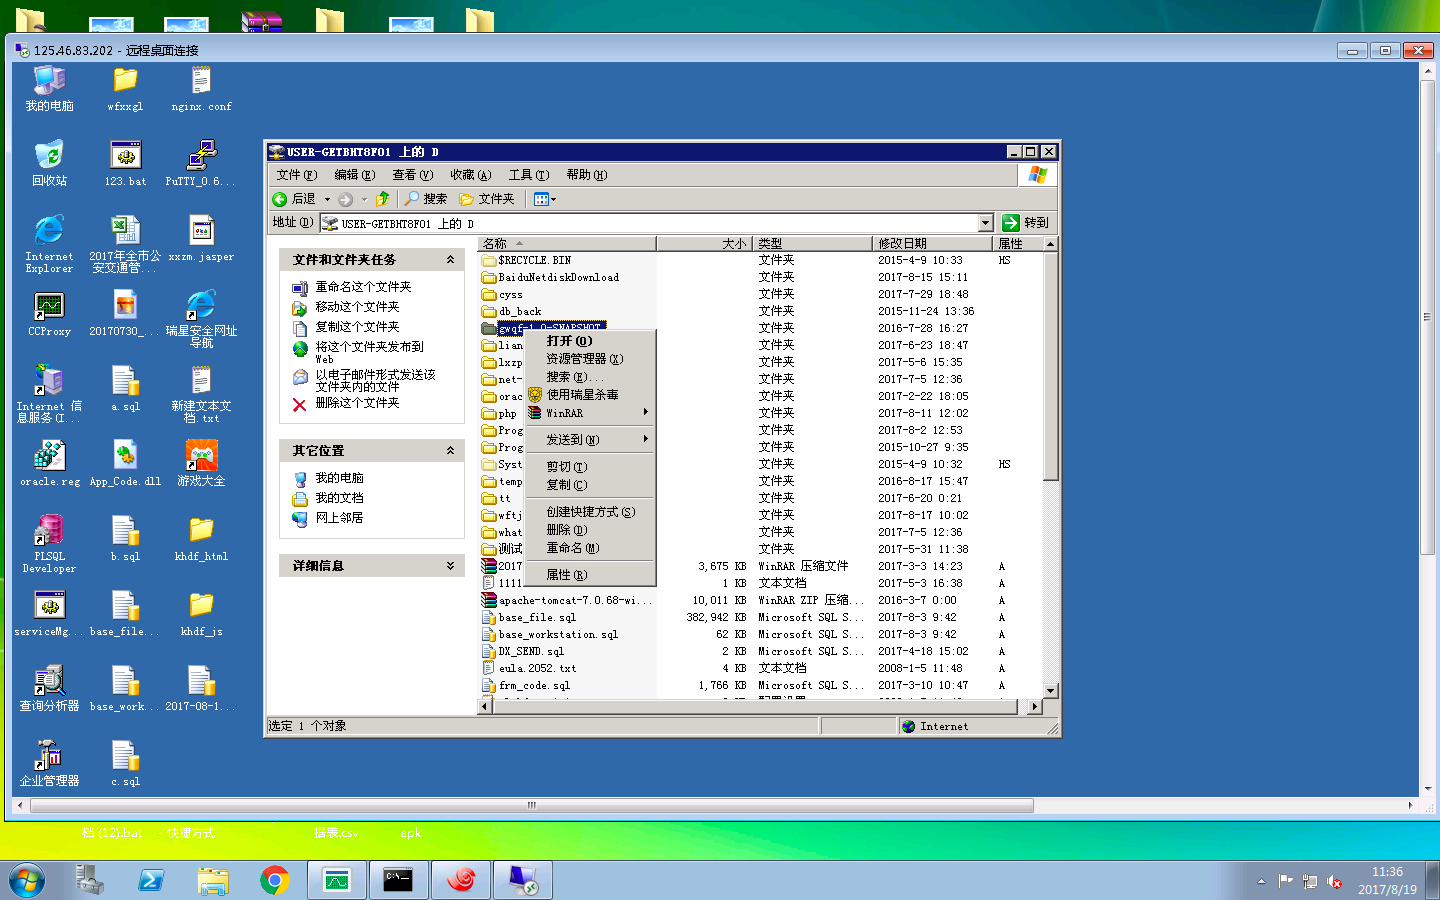 125.46.83.202 - 远程桌面连接
我的电脑
wfxxgl
nginx.conf
回收站
123.bat
PuTTY_0.6...
Internet Explorer
2017年全市公安交通管...
xxzm.jasper
CCProxy
20170730_...
瑞星安全网址导航
Internet 信息服务(I...
a.sql
新建文本文档.txt
oracle.reg
App_Code.dll
游戏大全
PLSQL Developer
b.sql
khdf_html
serviceMg...
base_file...
khdf_js
查询分析器
base_work...
2017-08-1...
企业管理器
c.sql
USER-GETBHT8F01 上的 D
文件(F) 编辑(E) 查看(V) 收藏(A) 工具(T) 帮助(H)
后退 搜索 文件夹
地址(D) USER-GETBHT8F01 上的 D 转到
文件和文件夹任务
重命名这个文件夹
移动这个文件夹
复制这个文件夹
将这个文件夹发布到
Web
以电子邮件形式发送该
文件夹内的文件
删除这个文件夹
其它位置
我的电脑
我的文档
网上邻居
详细信息
名称 大小 类型 修改日期 属性
$RECYCLE.BIN 文件夹 2015-4-9 10:33 HS
BaiduNetdiskDownload 文件夹 2017-8-15 15:11
cyss 文件夹 2017-7-29 18:48
db_back 文件夹 2015-11-24 13:36
gwqf-1.0-SNAPSHOT 文件夹 2016-7-28 16:27
lian 文件夹 2017-6-23 18:47
lxzp 文件夹 2017-5-6 15:35
net- 文件夹 2017-7-5 12:36
orac 文件夹 2017-2-22 18:05
php 文件夹 2017-8-11 12:02
Prog 文件夹 2017-8-2 12:53
Prog 文件夹 2015-10-27 9:35
Syst 文件夹 2015-4-9 10:32 HS
temp 文件夹 2016-8-17 15:47
tt 文件夹 2017-6-20 0:21
wftj 文件夹 2017-8-17 10:02
what 文件夹 2017-7-5 12:36
测试 文件夹 2017-5-31 11:38
2017 3,675 KB WinRAR 压缩文件 2017-3-3 14:23 A
1111 1 KB 文本文档 2017-5-3 16:38 A
apache-tomcat-7.0.68-wi... 10,011 KB WinRAR ZIP 压缩... 2016-3-7 0:00 A
base_file.sql 382,942 KB Microsoft SQL S... 2017-8-3 9:42 A
base_workstation.sql 62 KB Microsoft SQL S... 2017-8-3 9:42 A
DX_SEND.sql 2 KB Microsoft SQL S... 2017-4-18 15:02 A
eula.2052.txt 4 KB 文本文档 2008-1-5 11:48 A
frm_code.sql 1,766 KB Microsoft SQL S... 2017-3-10 10:47 A
打开(O)
资源管理器(X)
搜索(E)...
使用瑞星杀毒
WinRAR
发送到(N)
剪切(T)
复制(C)
创建快捷方式(S)
删除(D)
重命名(M)
属性(R)
选定 1 个对象 Internet
档 (12).bat - 快捷方式 据表.csv apk
11:36
2017/8/19